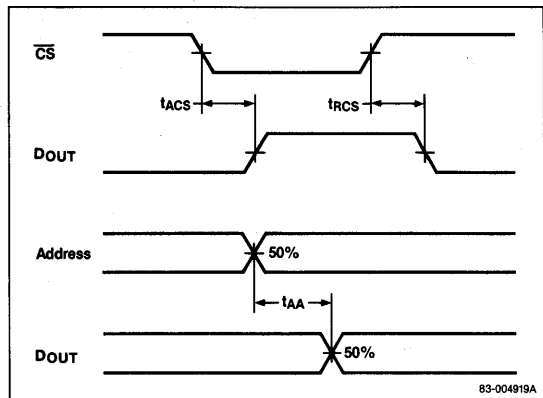 CS
tACS
tRCS
DOUT
Address
50%
tAA
DOUT
50%
83-004919A